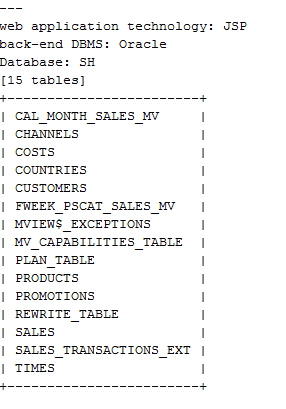 ---
web application technology: JSP
back-end DBMS: Oracle
Database: SH
[15 tables]
+------------------------+
| CAL_MONTH_SALES_MV     |
| CHANNELS               |
| COSTS                  |
| COUNTRIES              |
| CUSTOMERS              |
| FWEEK_PSCAT_SALES_MV   |
| MVIEW$_EXCEPTIONS      |
| MV_CAPABILITIES_TABLE  |
| PLAN_TABLE             |
| PRODUCTS               |
| PROMOTIONS             |
| REWRITE_TABLE          |
| SALES                  |
| SALES_TRANSACTIONS_EXT |
| TIMES                  |
+------------------------+